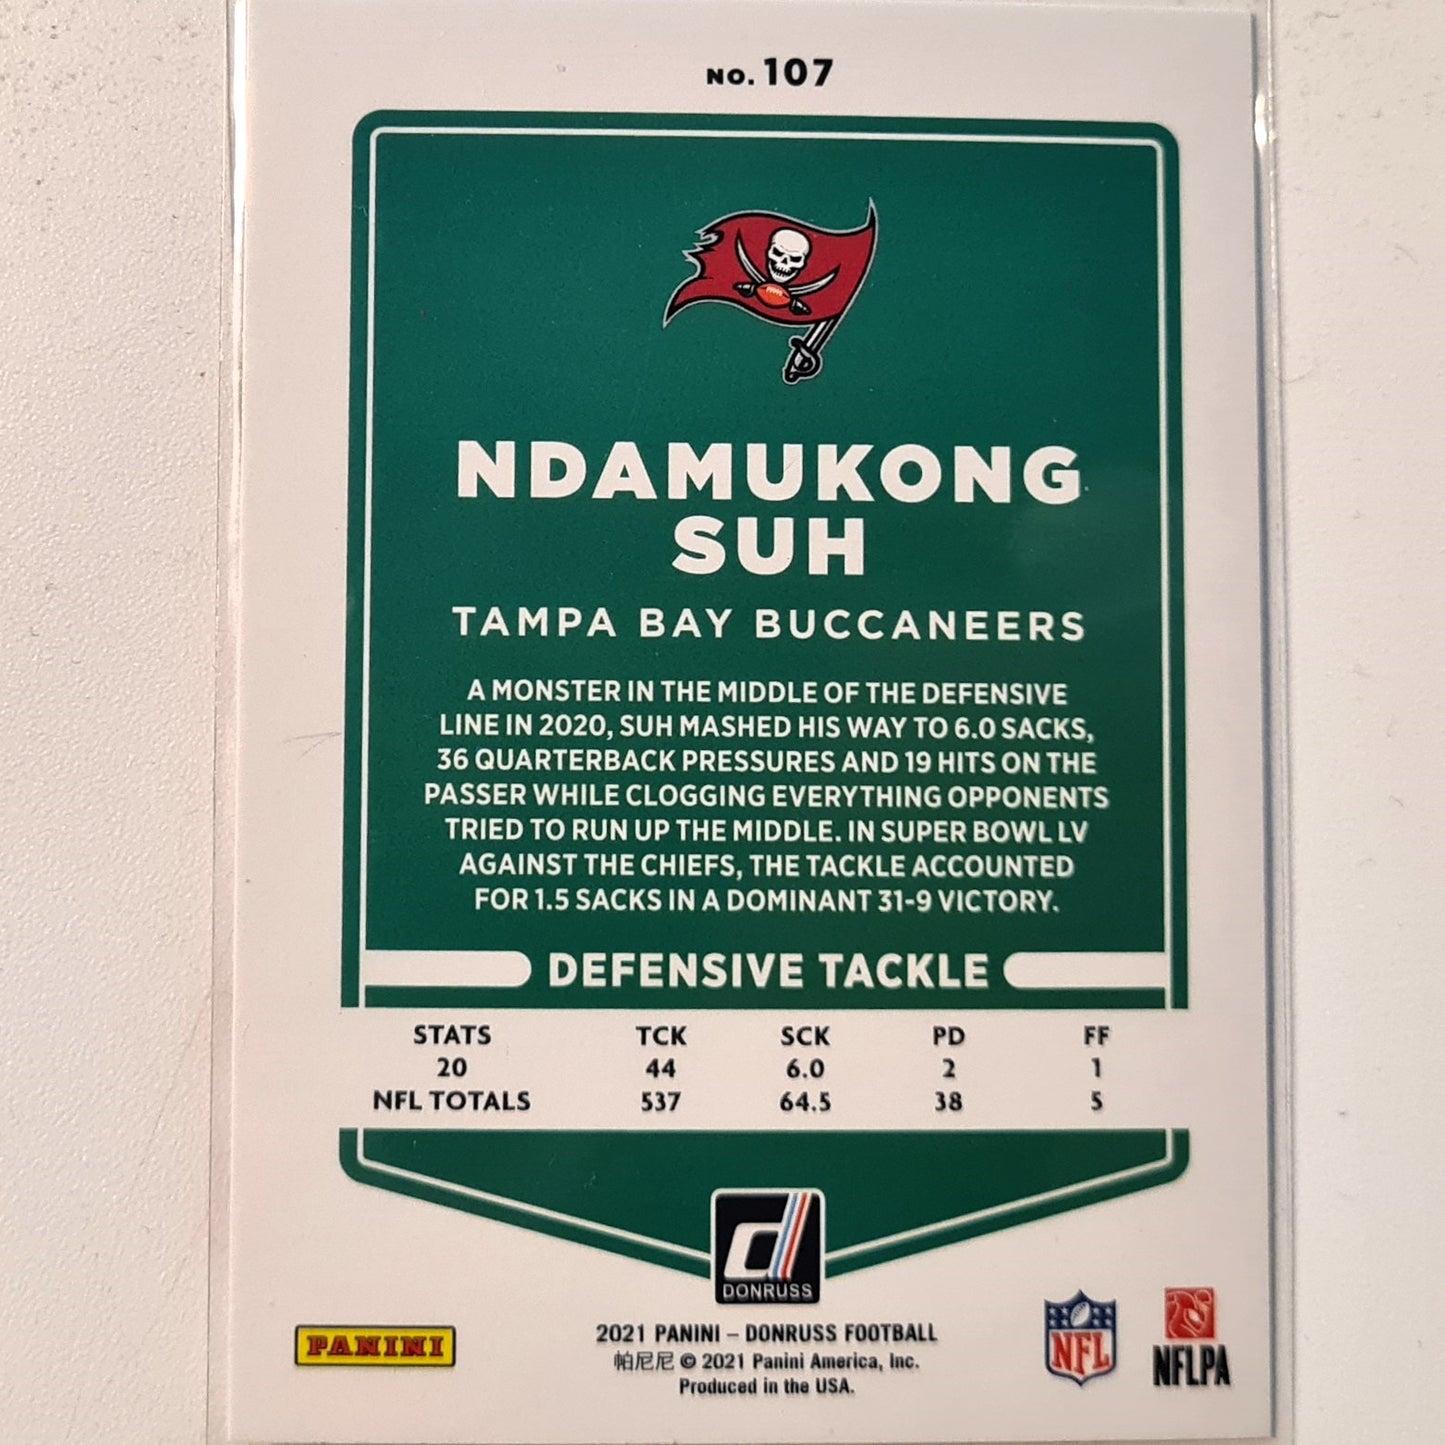 NO. 107
NDAMUKONG
SUH
TAMPA BAY BUCCANEERS
A MONSTER IN THE MIDDLE OF THE DEFENSIVE
LINE IN 2020, SUH MASHED HIS WAY TO 6.0 SACKS,
36 QUARTERBACK PRESSURES AND 19 HITS ON THE
PASSER WHILE CLOGGING EVERYTHING OPPONENTS
TRIED TO RUN UP THE MIDDLE. IN SUPER BOWL LV
AGAINST THE CHIEFS, THE TACKLE ACCOUNTED
FOR 1.5 SACKS IN A DOMINANT 31-9 VICTORY.
DEFENSIVE TACKLE
STATS TCK SCK PD FF
20 44 6.0 2 1
NFL TOTALS 537 64.5 38 5
d
DONRUSS
PANINI
2021 PANINI – DONRUSS FOOTBALL
帕尼尼 © 2021 Panini America, Inc.
Produced in the USA.
NFL
NFLPA